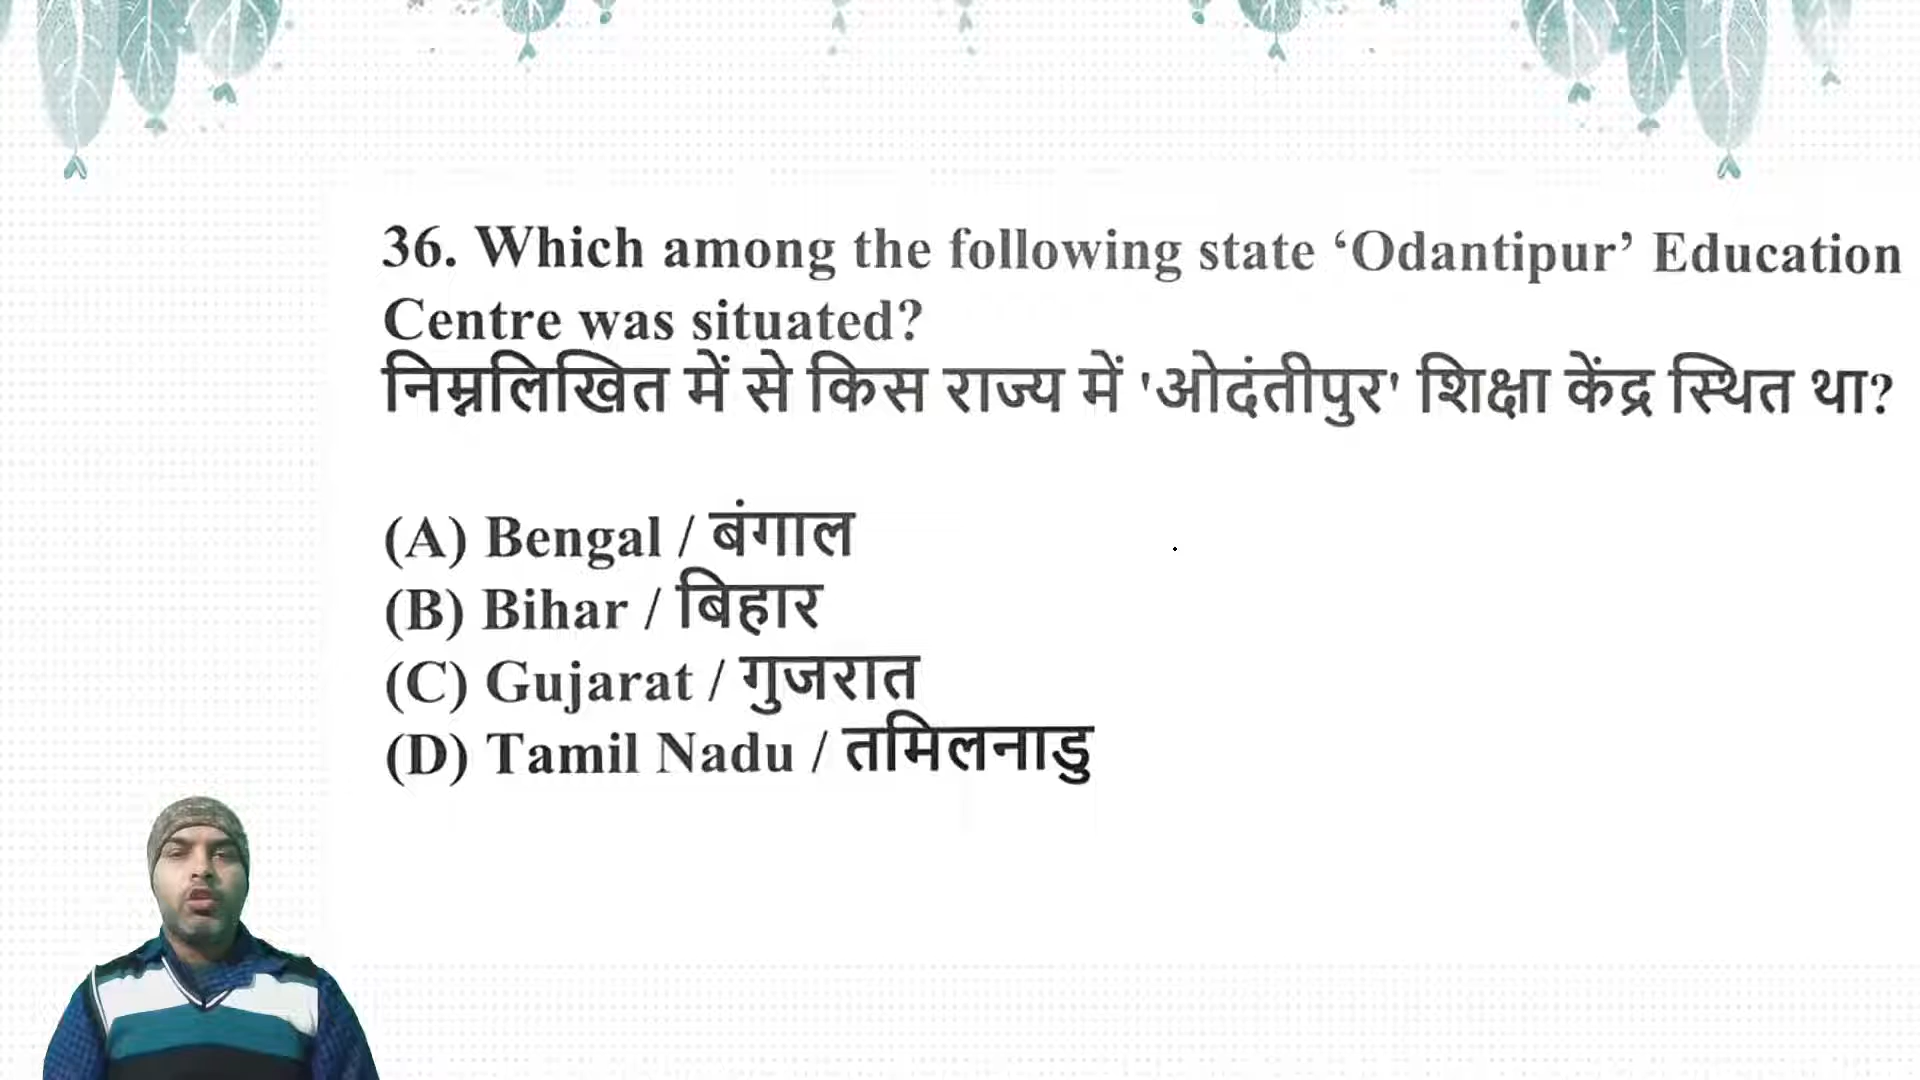 36. Which among the following state ‘Odantipur’ Education
Centre was situated?
निम्नलिखित में से किस राज्य में 'ओदंतीपुर' शिक्षा केंद्र स्थित था?
(A) Bengal / बंगाल
(B) Bihar / बिहार
(C) Gujarat / गुजरात
(D) Tamil Nadu / तमिलनाडु